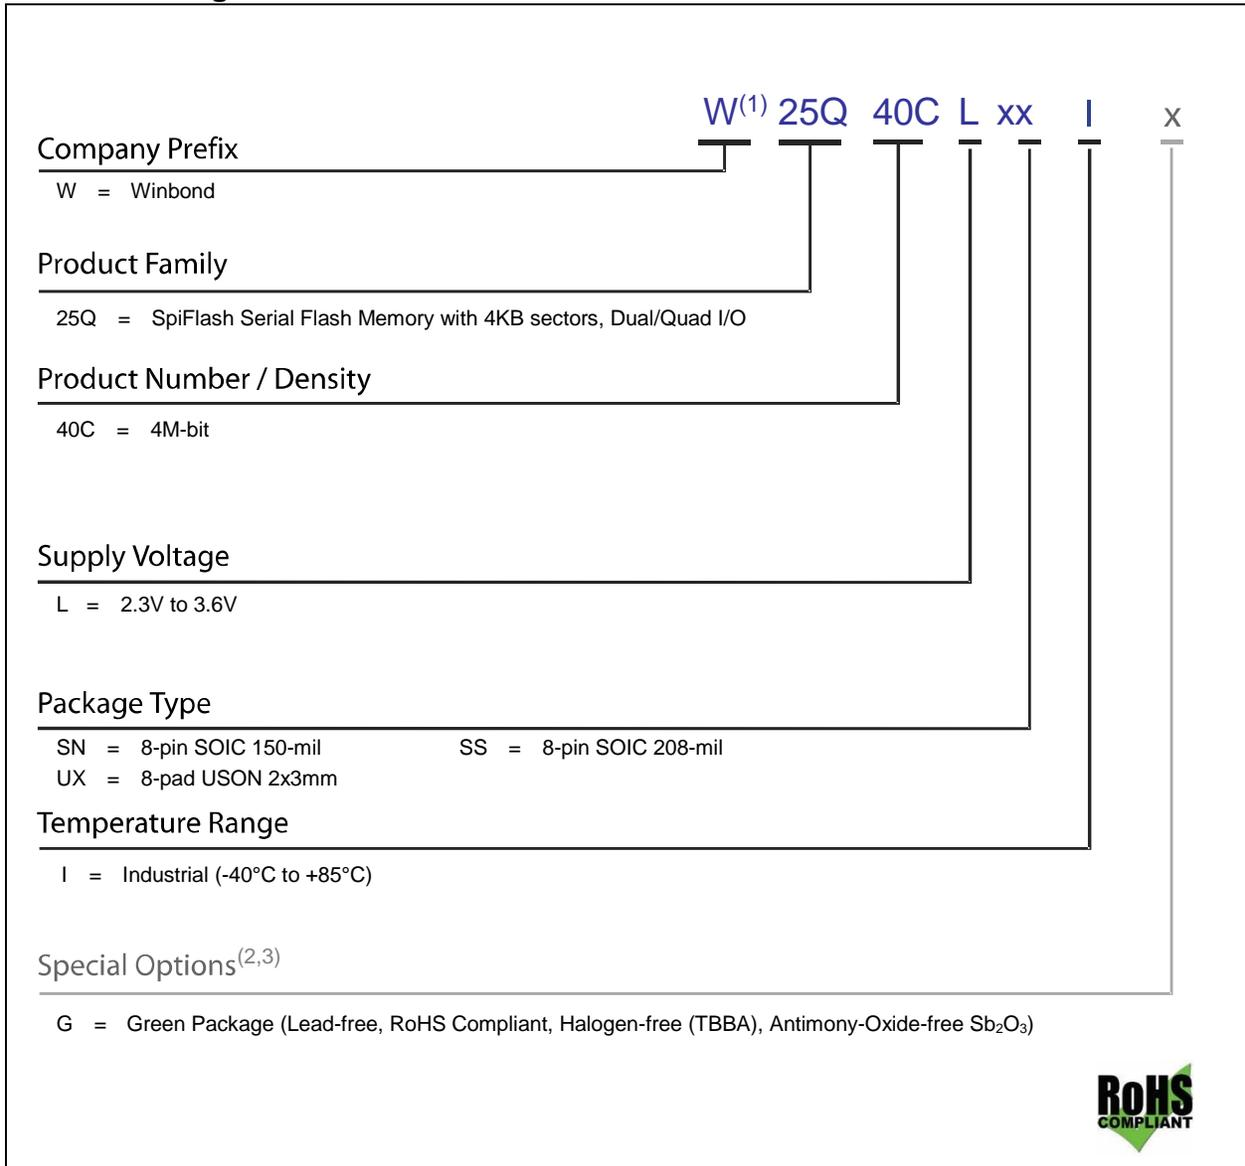 W(1) 25Q 40C L xx I x
Company Prefix
W = Winbond
Product Family
25Q = SpiFlash Serial Flash Memory with 4KB sectors, Dual/Quad I/O
Product Number / Density
40C = 4M-bit
Supply Voltage
L = 2.3V to 3.6V
Package Type
SN = 8-pin SOIC 150-mil SS = 8-pin SOIC 208-mil
UX = 8-pad USON 2x3mm
Temperature Range
I = Industrial (-40°C to +85°C)
Special Options(2,3)
G = Green Package (Lead-free, RoHS Compliant, Halogen-free (TBBA), Antimony-Oxide-free Sb₂O₃)
RoHS
COMPLIANT